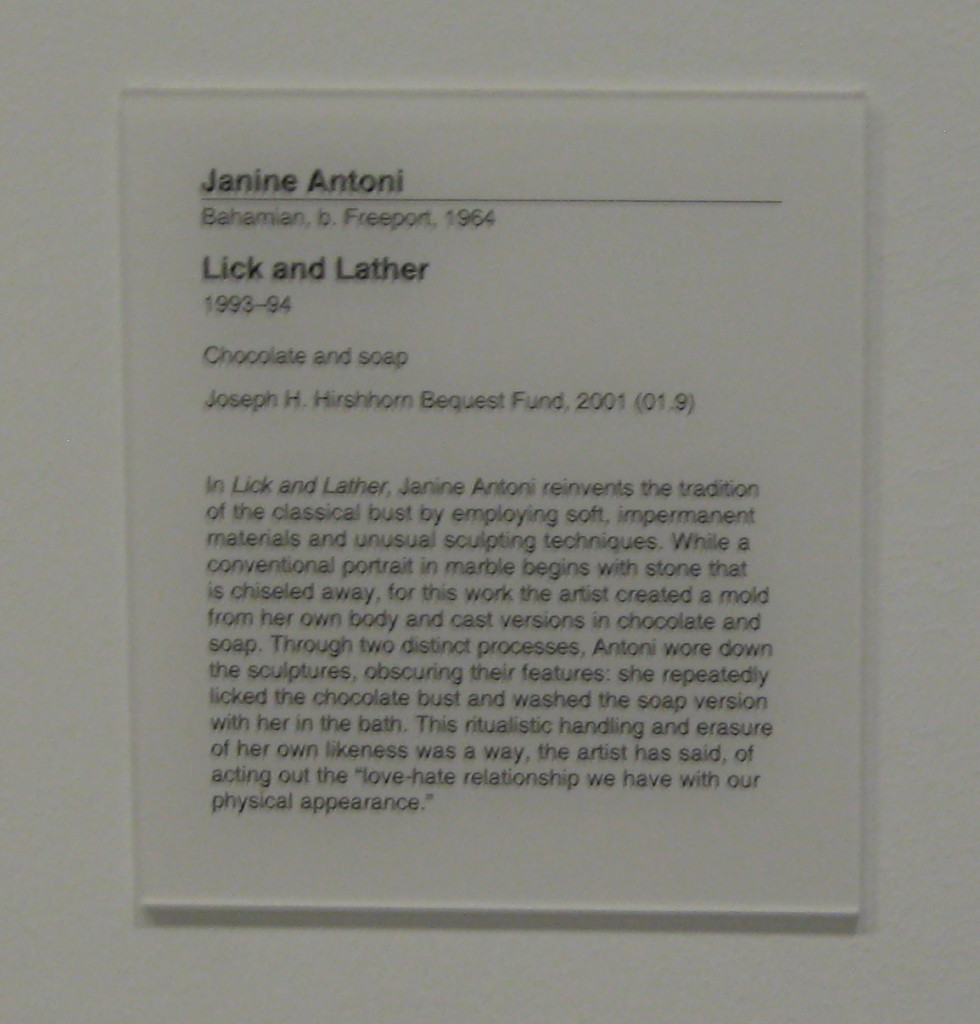 Janine Antoni
Bahamian, b. Freeport, 1964
Lick and Lather
1993–94
Chocolate and soap
Joseph H. Hirshhorn Bequest Fund, 2001 (01.9)
In Lick and Lather, Janine Antoni reinvents the tradition
of the classical bust by employing soft, impermanent
materials and unusual sculpting techniques. While a
conventional portrait in marble begins with stone that
is chiseled away, for this work the artist created a mold
from her own body and cast versions in chocolate and
soap. Through two distinct processes, Antoni wore down
the sculptures, obscuring their features: she repeatedly
licked the chocolate bust and washed the soap version
with her in the bath. This ritualistic handling and erasure
of her own likeness was a way, the artist has said, of
acting out the "love-hate relationship we have with our
physical appearance."